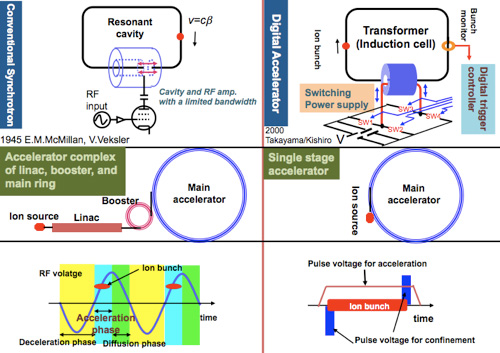 Conventional Synchroron
Resonant
cavity
v=cβ
Cavity and RF amp.
with a limited bandwidth
RF
input
1945 E.M.McMillan, V.Veksler
Digital Accelerator
Transformer
(Induction cell)
Bunch
monitor
Ion bunch
Switching
Power supply
Digital trigger
controller
SW1
SW2
SW3
SW4
V
2000
Takayama/Kishiro
Accelerator complex
of linac, booster, and
main ring
Booster
Ion source
Linac
Main
accelerator
Single stage
accelerator
Ion source
Main
accelerator
RF volatge
Ion bunch
time
Acceleration
phase
Deceleration phase
Diffusion phase
Pulse voltage for acceleration
Ion bunch
time
Pulse voltage for confinement